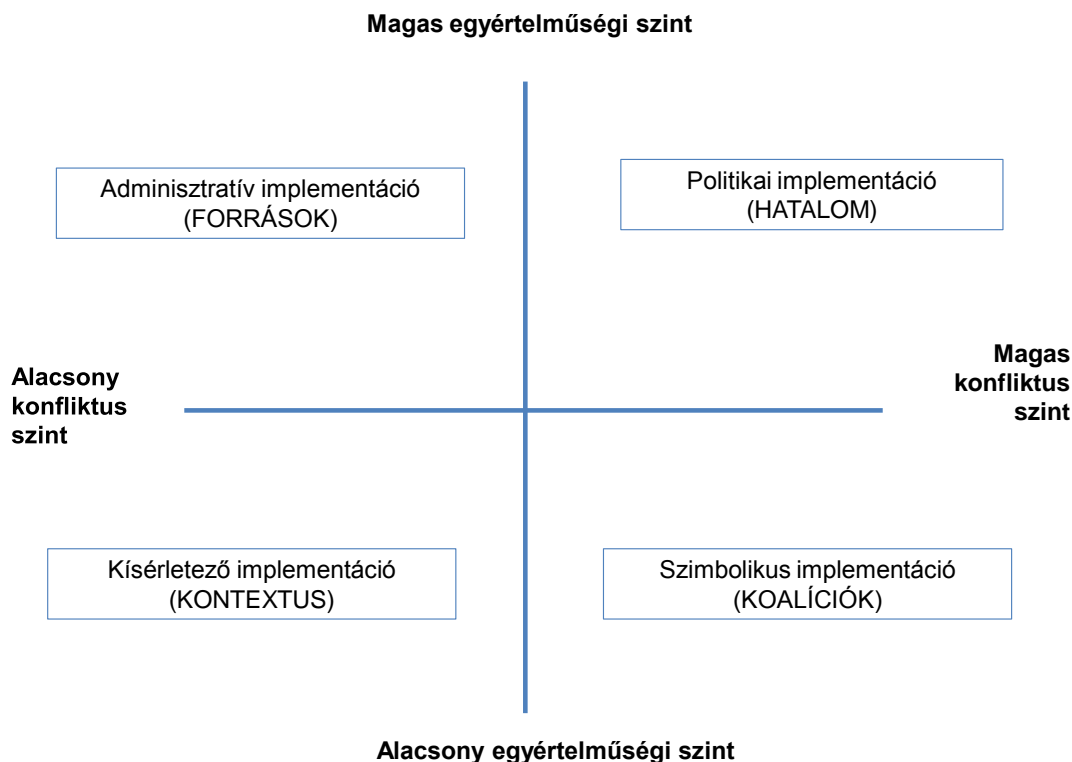 Magas egyértelműségi szint
Adminisztratív implementáció
(FORRÁSOK)
Politikai implementáció
(HATALOM)
Alacsony
konfliktus
szint
Magas
konfliktus
szint
Kísérletező implementáció
(KONTEXTUS)
Szimbolikus implementáció
(KOALÍCIÓK)
Alacsony egyértelműségi szint